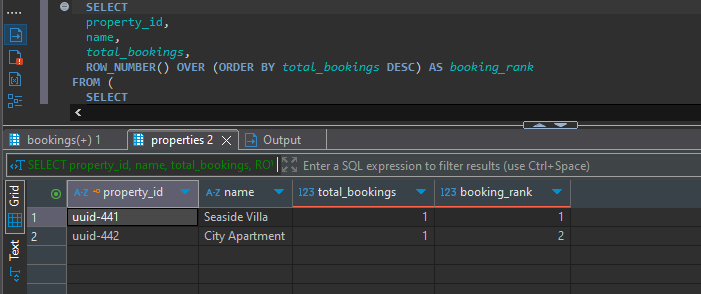 SELECT
property_id,
name,
total_bookings,
ROW_NUMBER() OVER (ORDER BY total_bookings DESC) AS booking_rank
FROM (
SELECT
bookings(+) 1 properties 2 Output
SELECT property_id, name, total_bookings, RO Enter a SQL expression to filter results (use Ctrl+Space)
Grid
Text
A-Z property_id A-Z name 123 total_bookings 123 booking_rank
1 uuid-441 Seaside Villa 1 1
2 uuid-442 City Apartment 1 2